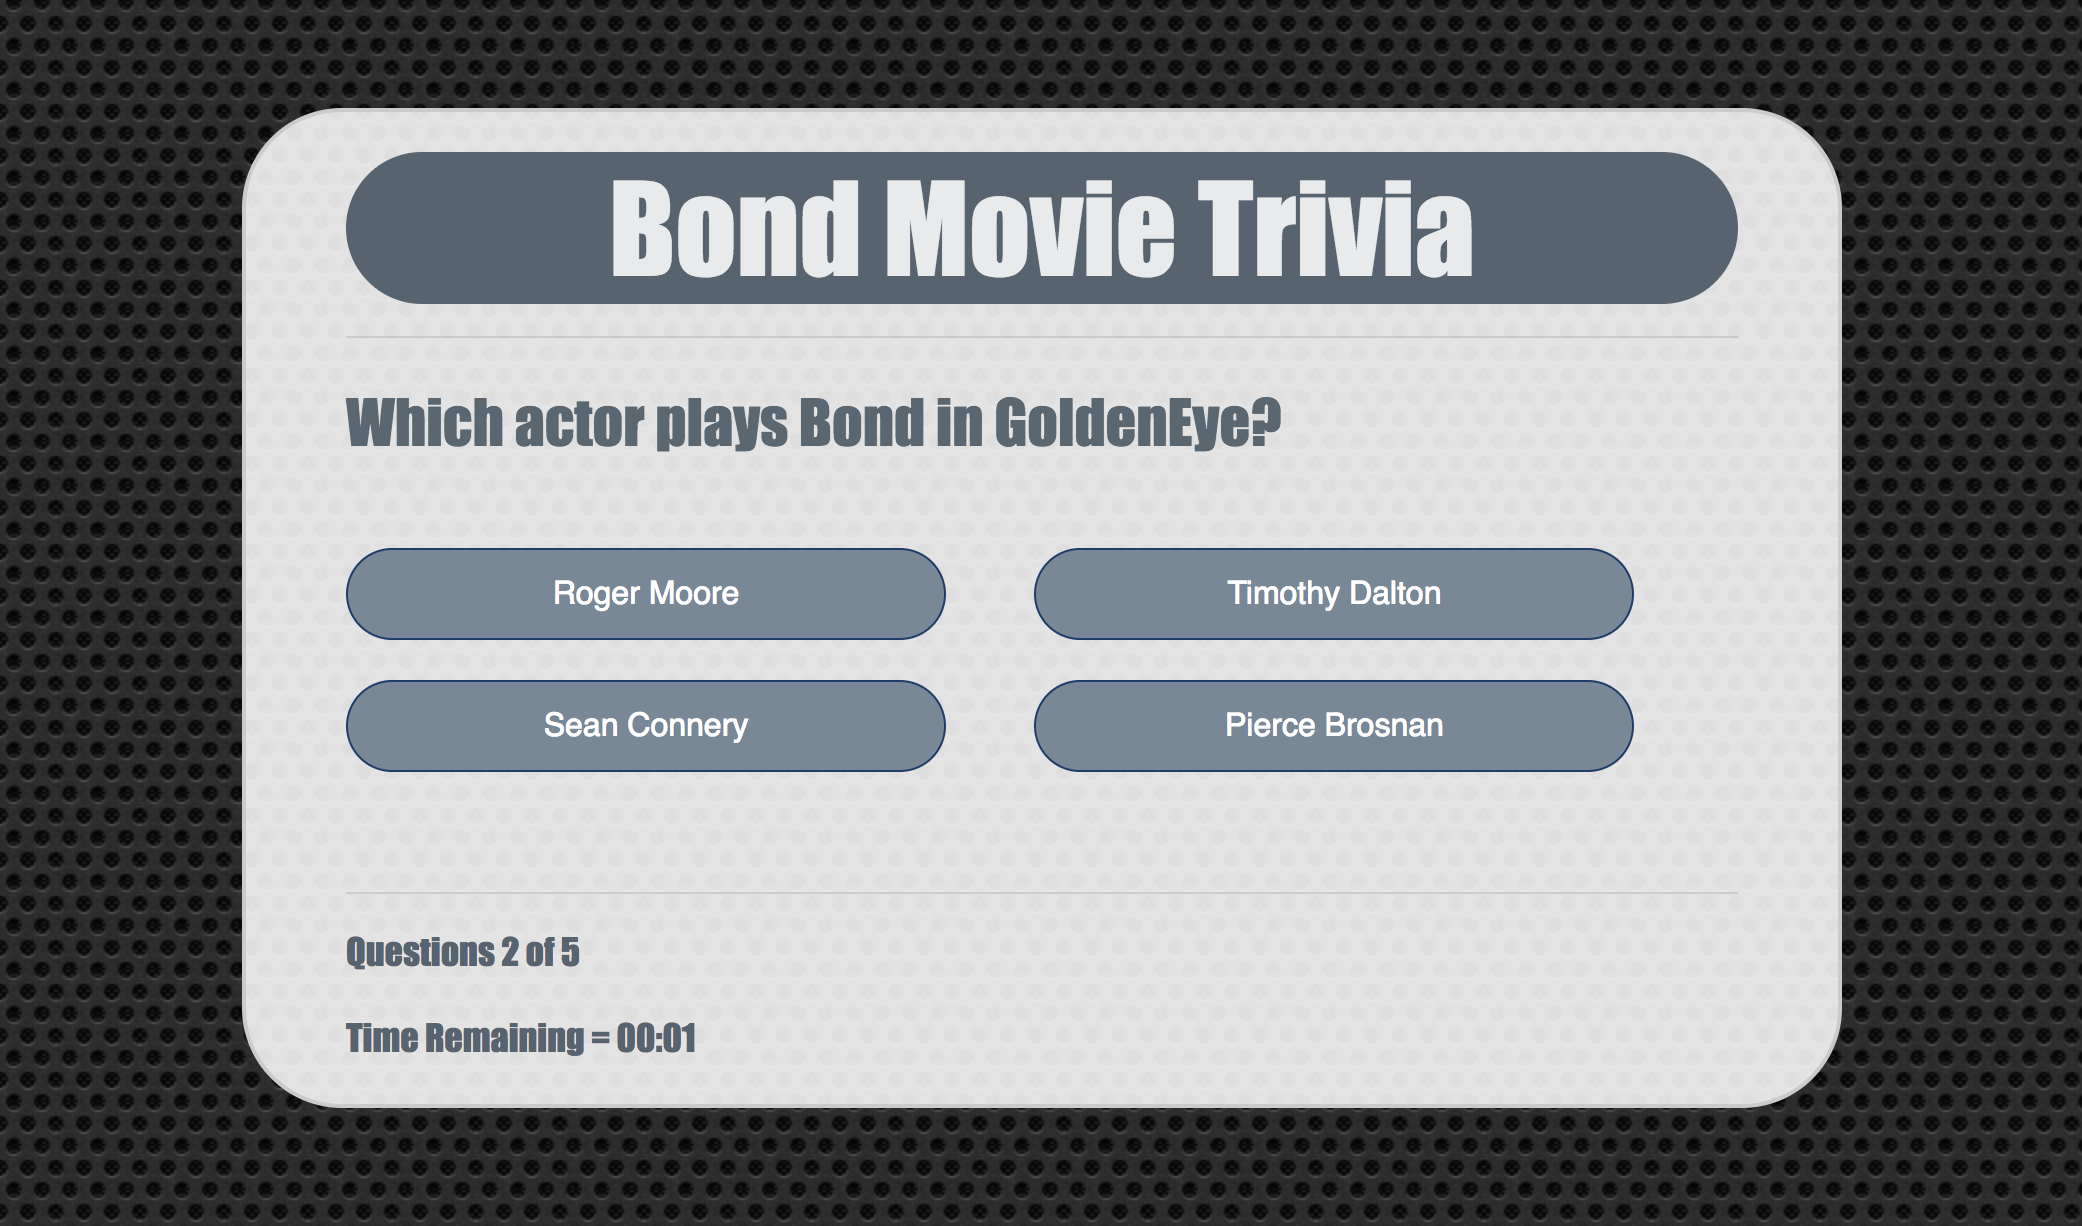 Bond Movie Trivia
Which actor plays Bond in GoldenEye?
Roger Moore
Timothy Dalton
Sean Connery
Pierce Brosnan
Questions 2 of 5
Time Remaining = 00:01